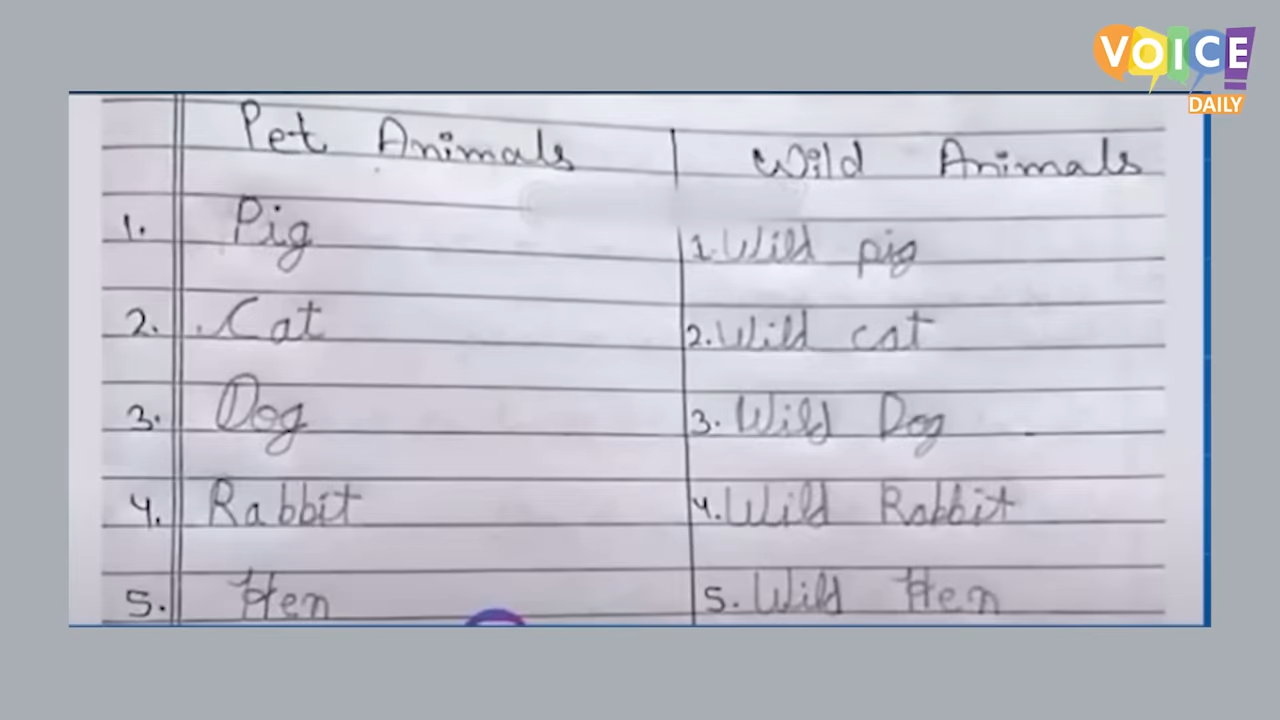 VOICE!
DAILY
Pet Animals Wild Animals
1. Pig 1. Wild pig
2. Cat 2. Wild cat
3. Dog 3. Wild Dog
4. Rabbit 4. Wild Rabbit
5. Hen 5. Wild Hen